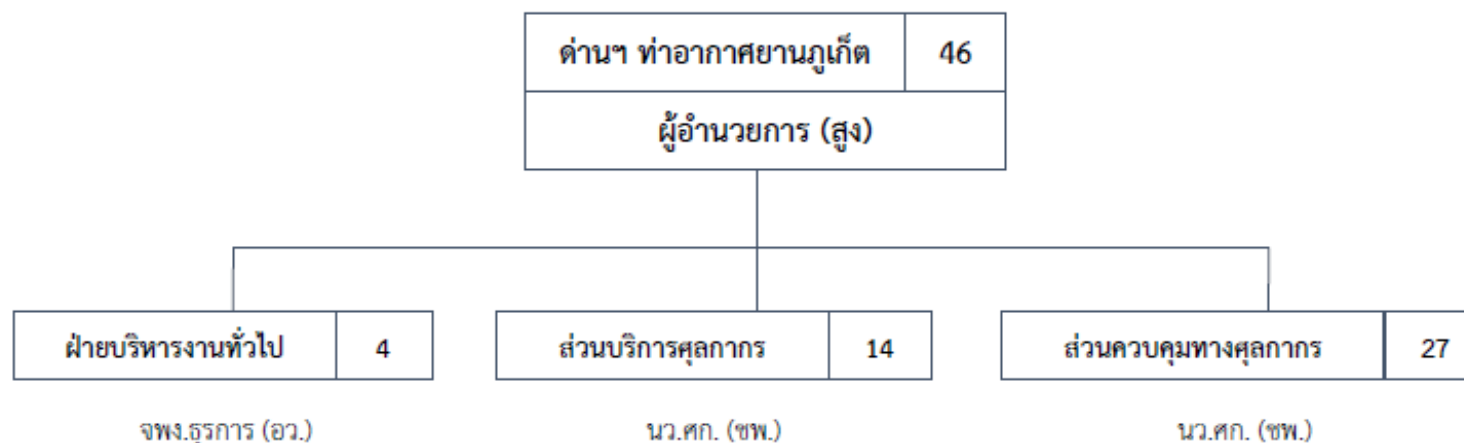 ด่านฯ ท่าอากาศยานภูเก็ต 46
ผู้อำนวยการ (สูง)
ฝ่ายบริหารงานทั่วไป 4
ส่วนบริการศุลกากร 14
ส่วนควบคุมทางศุลกากร 27
จพง.ธุรการ (อว.)
นว.ศก. (ชพ.)
นว.ศก. (ชพ.)